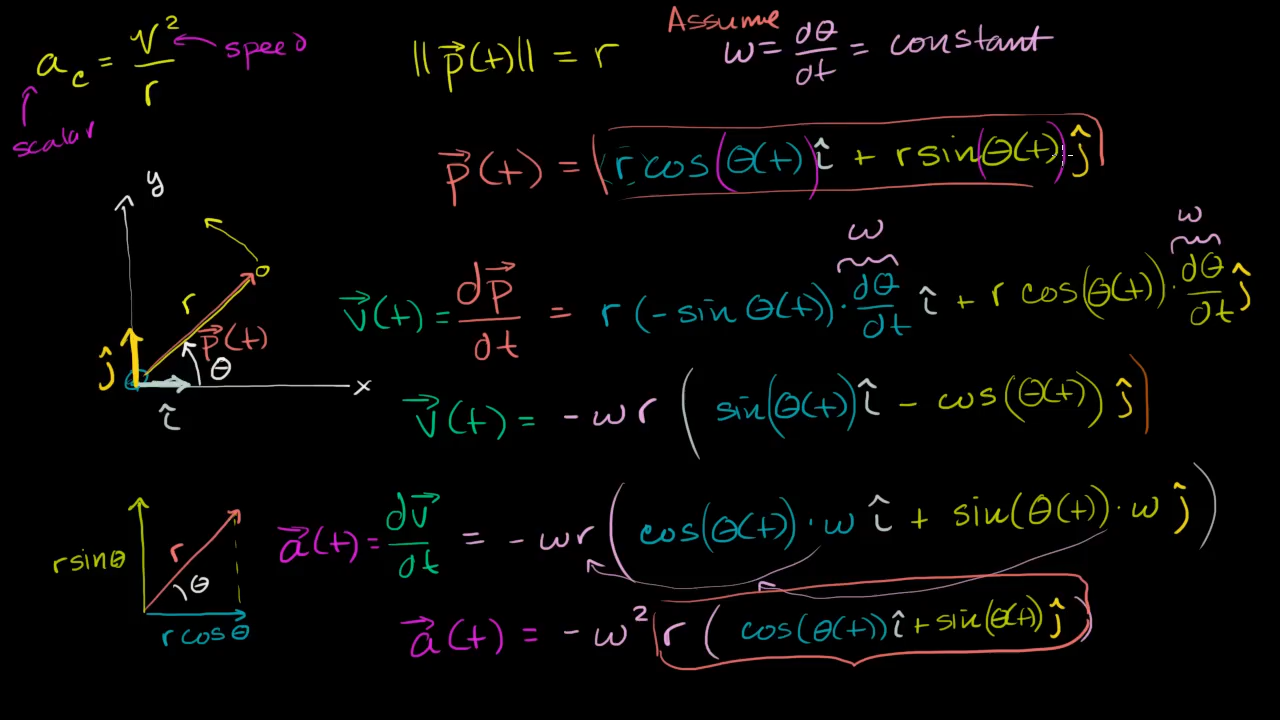 a_c = v²/r ← speed
scalar
||p⃗(t)|| = r
Assume
ω = dθ/dt = constant
p⃗(t) = r cos(θ(t)) î + r sin(θ(t)) ĵ
y
r
p⃗(t)
θ
ĵ
î
x
ω ω
v⃗(t) = dp⃗/dt = r (-sin θ(t)) · dθ/dt î + r cos(θ(t)) · dθ/dt ĵ
v⃗(t) = -ωr (sin(θ(t)) î - cos(θ(t)) ĵ)
a⃗(t) = dv⃗/dt = -ωr (cos(θ(t)) · ω î + sin(θ(t)) · ω ĵ)
a⃗(t) = -ω² r (cos(θ(t)) î + sin(θ(t)) ĵ)
r sinθ
r
θ
r cosθ